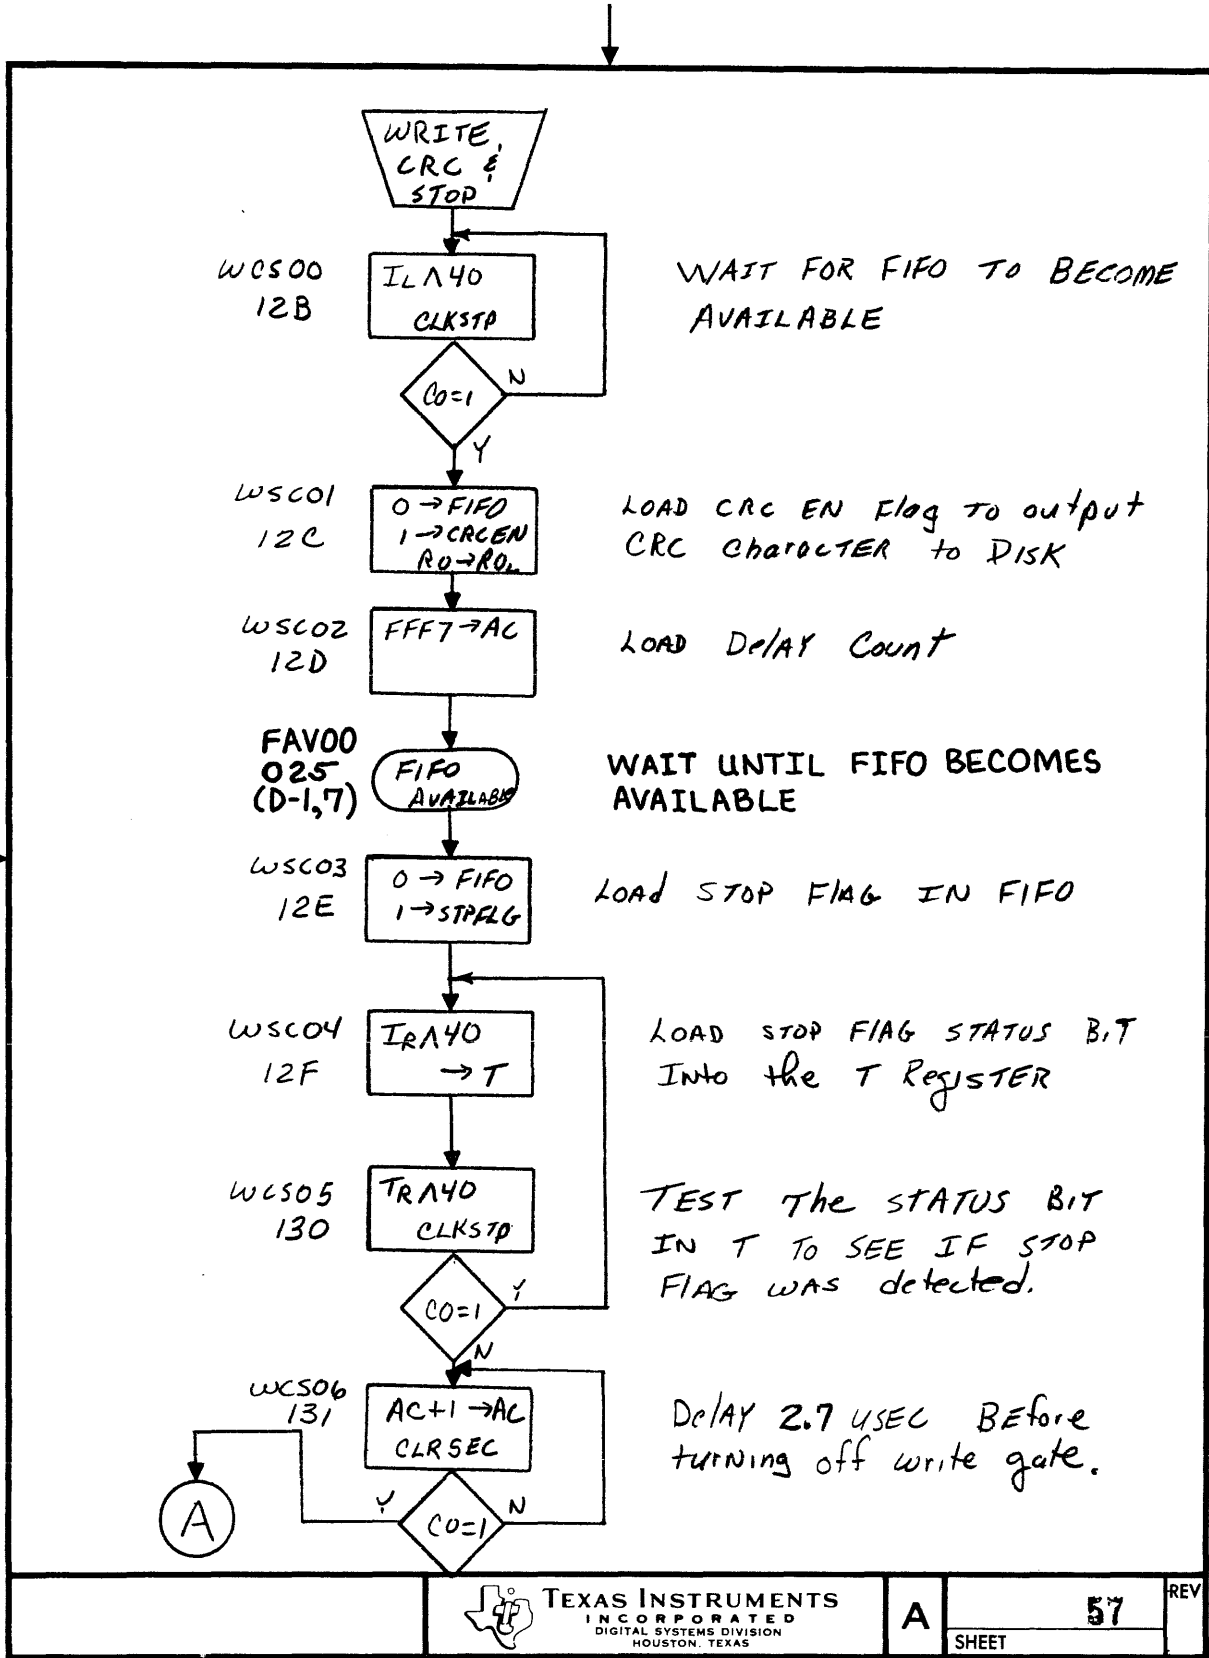 WRITE
CRC &
STOP
WCS00
12B
IL∧40
CLKSTP
WAIT FOR FIFO TO BECOME
AVAILABLE
CO=1
N
Y
WSC01
12C
0→FIFO
1→CRCEN
R0→R0L
LOAD CRC EN Flag TO output
CRC CharacTER to DISK
WSC02
12D
FFF7→AC
LOAD DelAY Count
FAV00
025
(D-1,7)
FIFO
AVAILABLE
WAIT UNTIL FIFO BECOMES
AVAILABLE
WSC03
12E
0→FIFO
1→STPFLG
LOAd STOP FlAG IN FIFO
WSC04
12F
IR∧40
→T
LOAD STOP FlAG STATUS BIT
INto the T RegISTER
WCS05
130
TR∧40
CLKSTP
TEST The STATUS BIT
IN T TO SEE IF STOP
FlAG WAS detected.
CO=1
Y
N
WCS06
131
AC+1→AC
CLRSEC
DelAY 2.7 USEC BEfore
turning off write gate.
A
Y
CO=1
N
TEXAS INSTRUMENTS
INCORPORATED
DIGITAL SYSTEMS DIVISION
HOUSTON, TEXAS
A
57
SHEET
REV